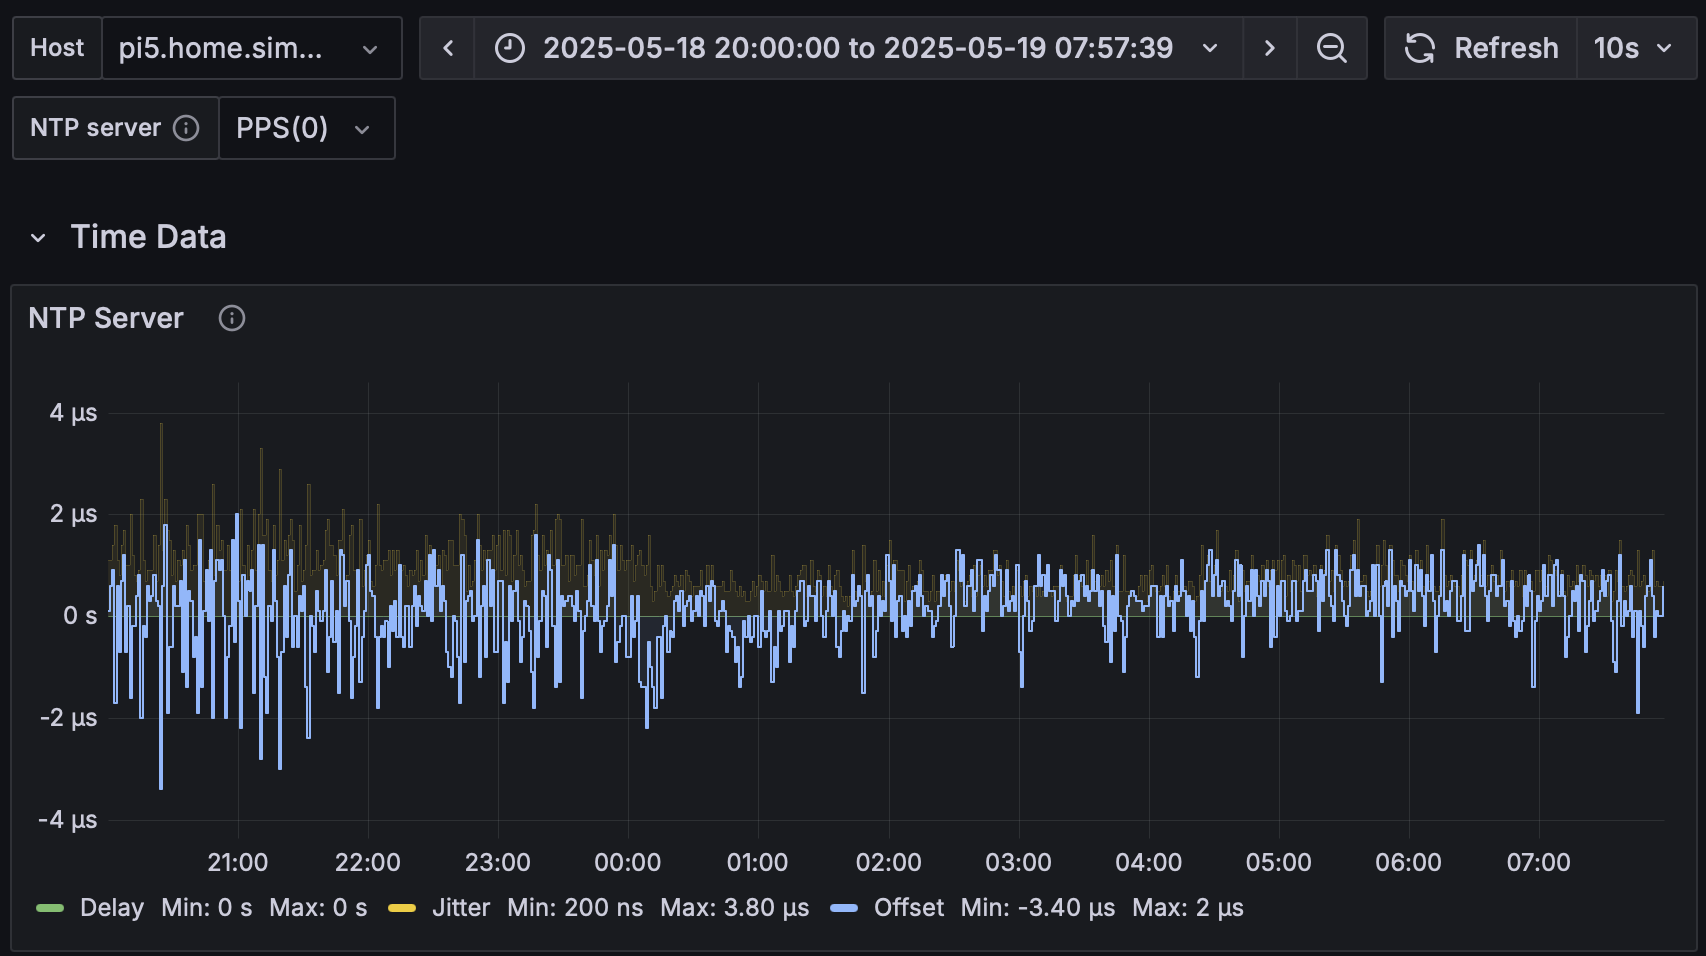 Host pi5.home.sim... 2025-05-18 20:00:00 to 2025-05-19 07:57:39 Refresh 10s
NTP server PPS(0)
Time Data
NTP Server
4 µs
2 µs
0 s
-2 µs
-4 µs
21:00 22:00 23:00 00:00 01:00 02:00 03:00 04:00 05:00 06:00 07:00
Delay Min: 0 s Max: 0 s Jitter Min: 200 ns Max: 3.80 µs Offset Min: -3.40 µs Max: 2 µs